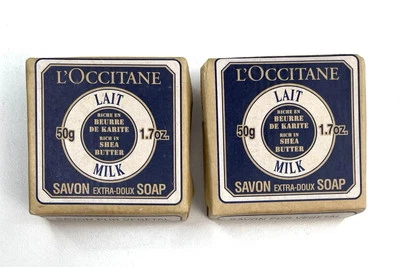 L'OCCITANE
LAIT
RICHE EN
BEURRE
DE KARITE
50g 1.7oz.
RICH IN
SHEA
BUTTER
MILK
SAVON EXTRA-DOUX SOAP
L'OCCITANE
LAIT
RICHE EN
BEURRE
DE KARITE
50g 1.7oz.
RICH IN
SHEA
BUTTER
MILK
SAVON EXTRA-DOUX SOAP